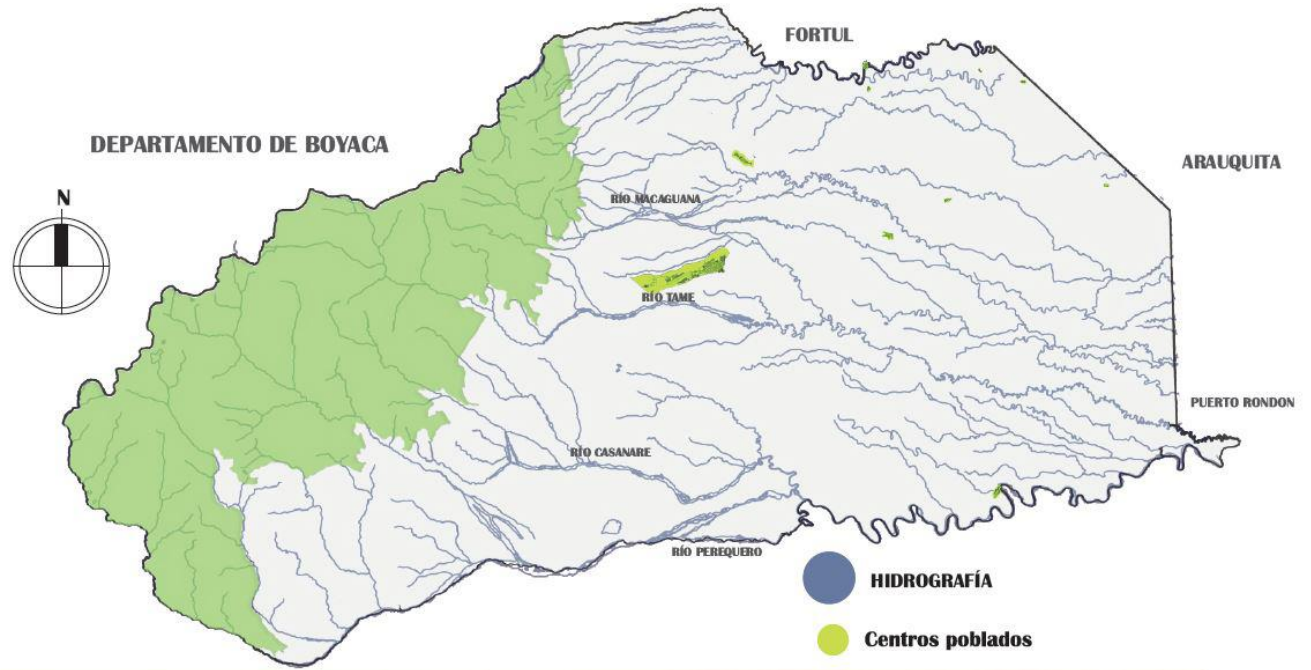 FORTUL
DEPARTAMENTO DE BOYACA
ARAUQUITA
N
RÍO MACAGUANA
RÍO TAME
PUERTO RONDON
RÍO CASANARE
RÍO PEREQUERO
HIDROGRAFÍA
Centros poblados